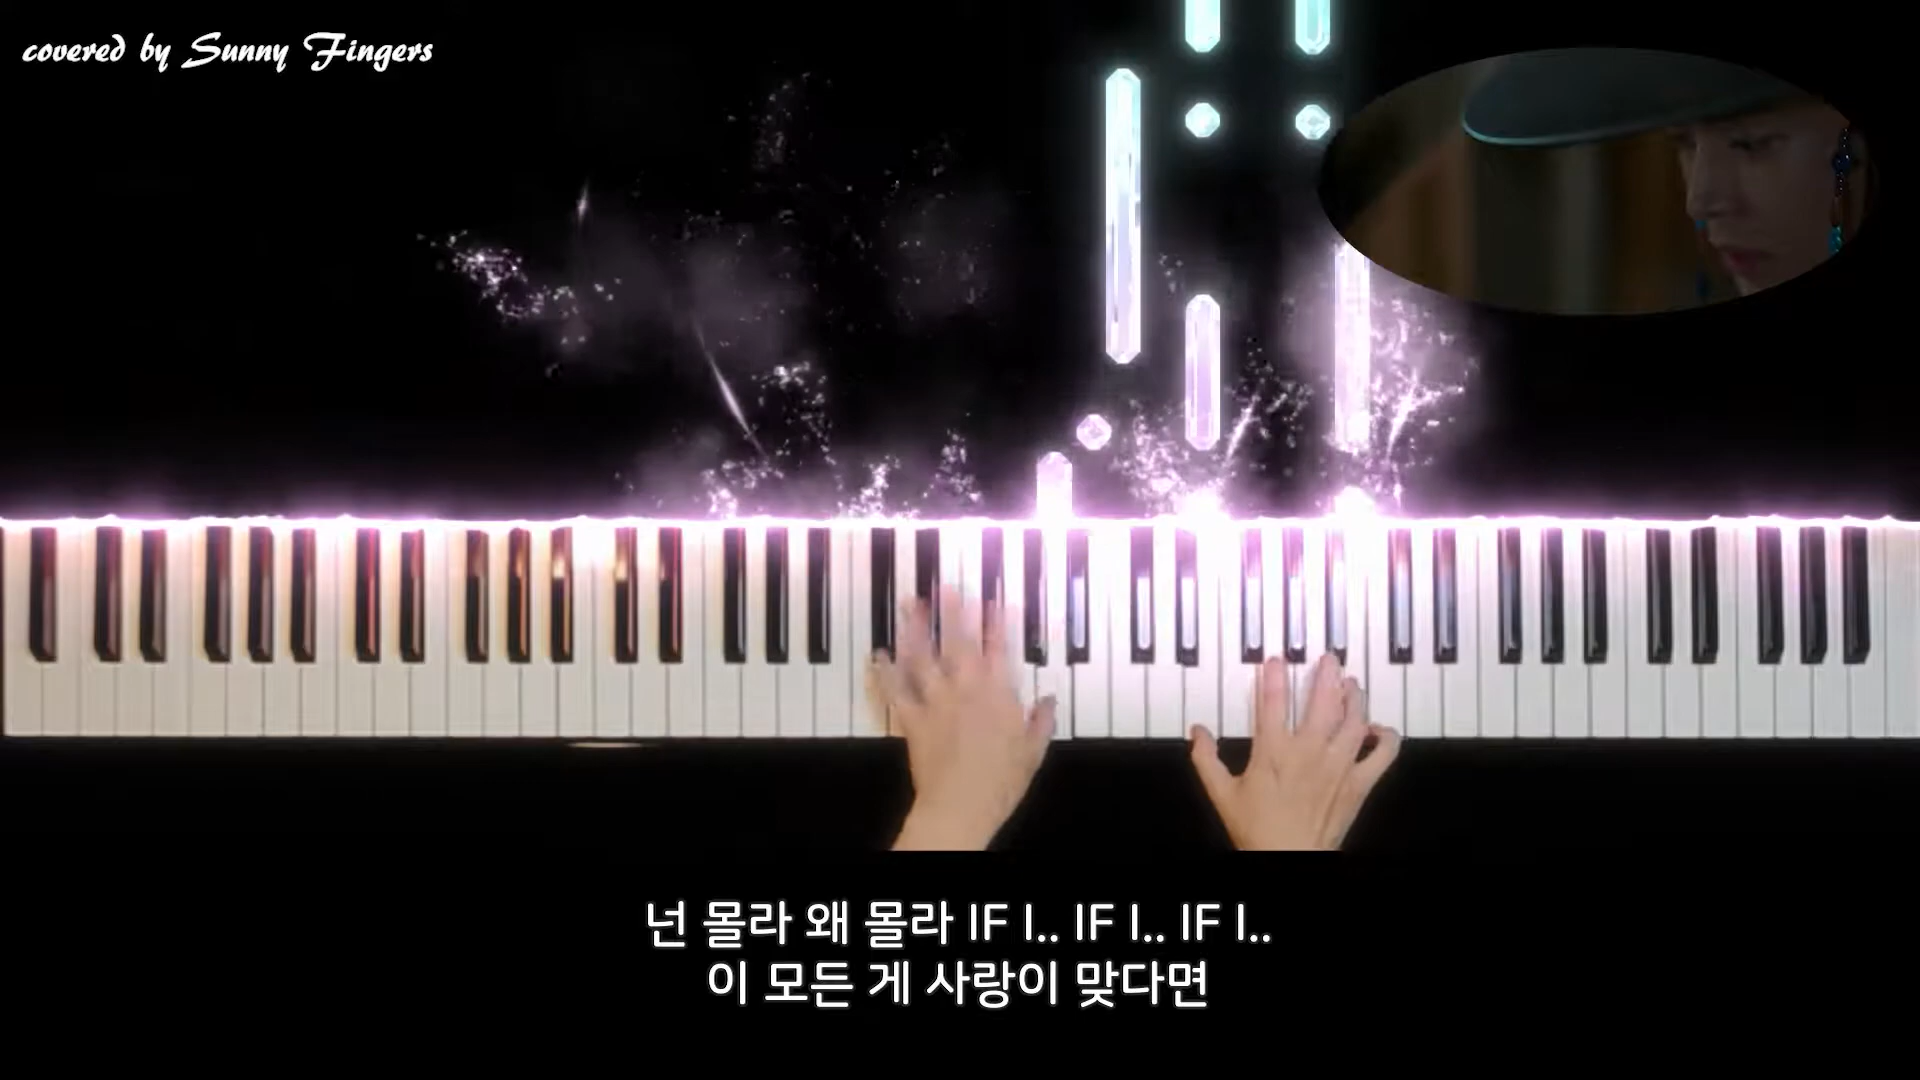 covered by Sunny Fingers
넌 몰라 왜 몰라 IF I.. IF I.. IF I..
이 모든 게 사랑이 맞다면